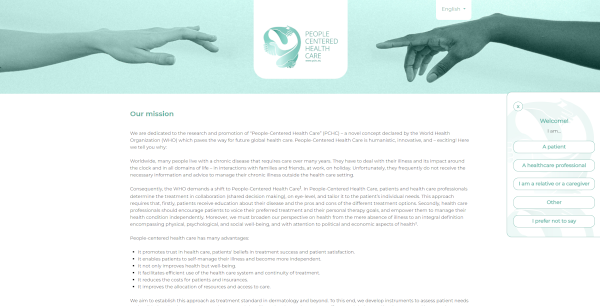 English
PEOPLE
CENTERED
HEALTH
CARE
Our mission
We are dedicated to the research and promotion of "People-Centered Health Care" (PCHC) – a novel concept declared by the World Health
Organization (WHO) which paves the way for future global health care. People-Centered Health Care is humanistic, innovative, and – exciting! Here
we tell you why:
Worldwide, many people live with a chronic disease that requires care over many years. They have to deal with their illness and its impact around
the clock and in all domains of life – in interactions with families and friends, at work, on holiday. Unfortunately, they frequently do not receive the
necessary information and advice to manage their chronic illness outside the health care setting.
Consequently, the WHO demands a shift to People-Centered Health Care¹. In People-Centered Health Care, patients and health care professionals
determine the treatment in collaboration (shared decision making), on eye-level, and tailor it to the patient's individual needs. This approach
requires that, firstly, patients receive education about their disease and the pros and cons of the different treatment options. Secondly, health care
professionals should encourage patients to voice their preferred treatment and their personal therapy goals, and empower them to manage their
health condition independently. Moreover, we must broaden our perspective on health from the mere absence of illness to an integral definition
encompassing physical, psychological, and social well-being, and with attention to political and economic aspects of health².
People-centered health care has many advantages:
It promotes trust in health care, patients' beliefs in treatment success and patient satisfaction.
It enables patients to self-manage their illness and become more independent.
It not only improves health but well-being.
It facilitates efficient use of the health care system and continuity of treatment.
It reduces the costs for patients and insurances.
It improves the allocation of resources and access to care.
We aim to establish this approach as treatment standard in dermatology and beyond. To this end, we develop instruments to assess patient needs
x
Welcome!
I am...
A patient
A healthcare professional
I am a relative or a caregiver
Other
I prefer not to say